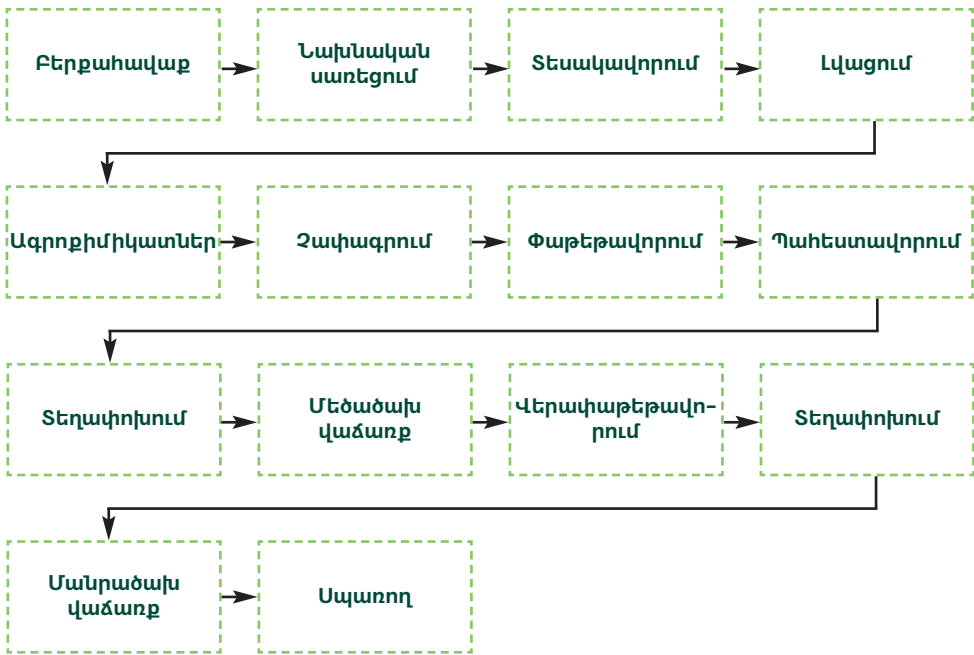 Բերքահավաք
Նախնական
սառեցում
Տեսակավորում
Լվացում
Ագրոքիմիկատներ
Չափագրում
Փաթեթավորում
Պահեստավորում
Տեղափոխում
Մեծածախ
վաճառք
Վերափաթեթավո-
րում
Տեղափոխում
Մանրածախ
վաճառք
Սպառող